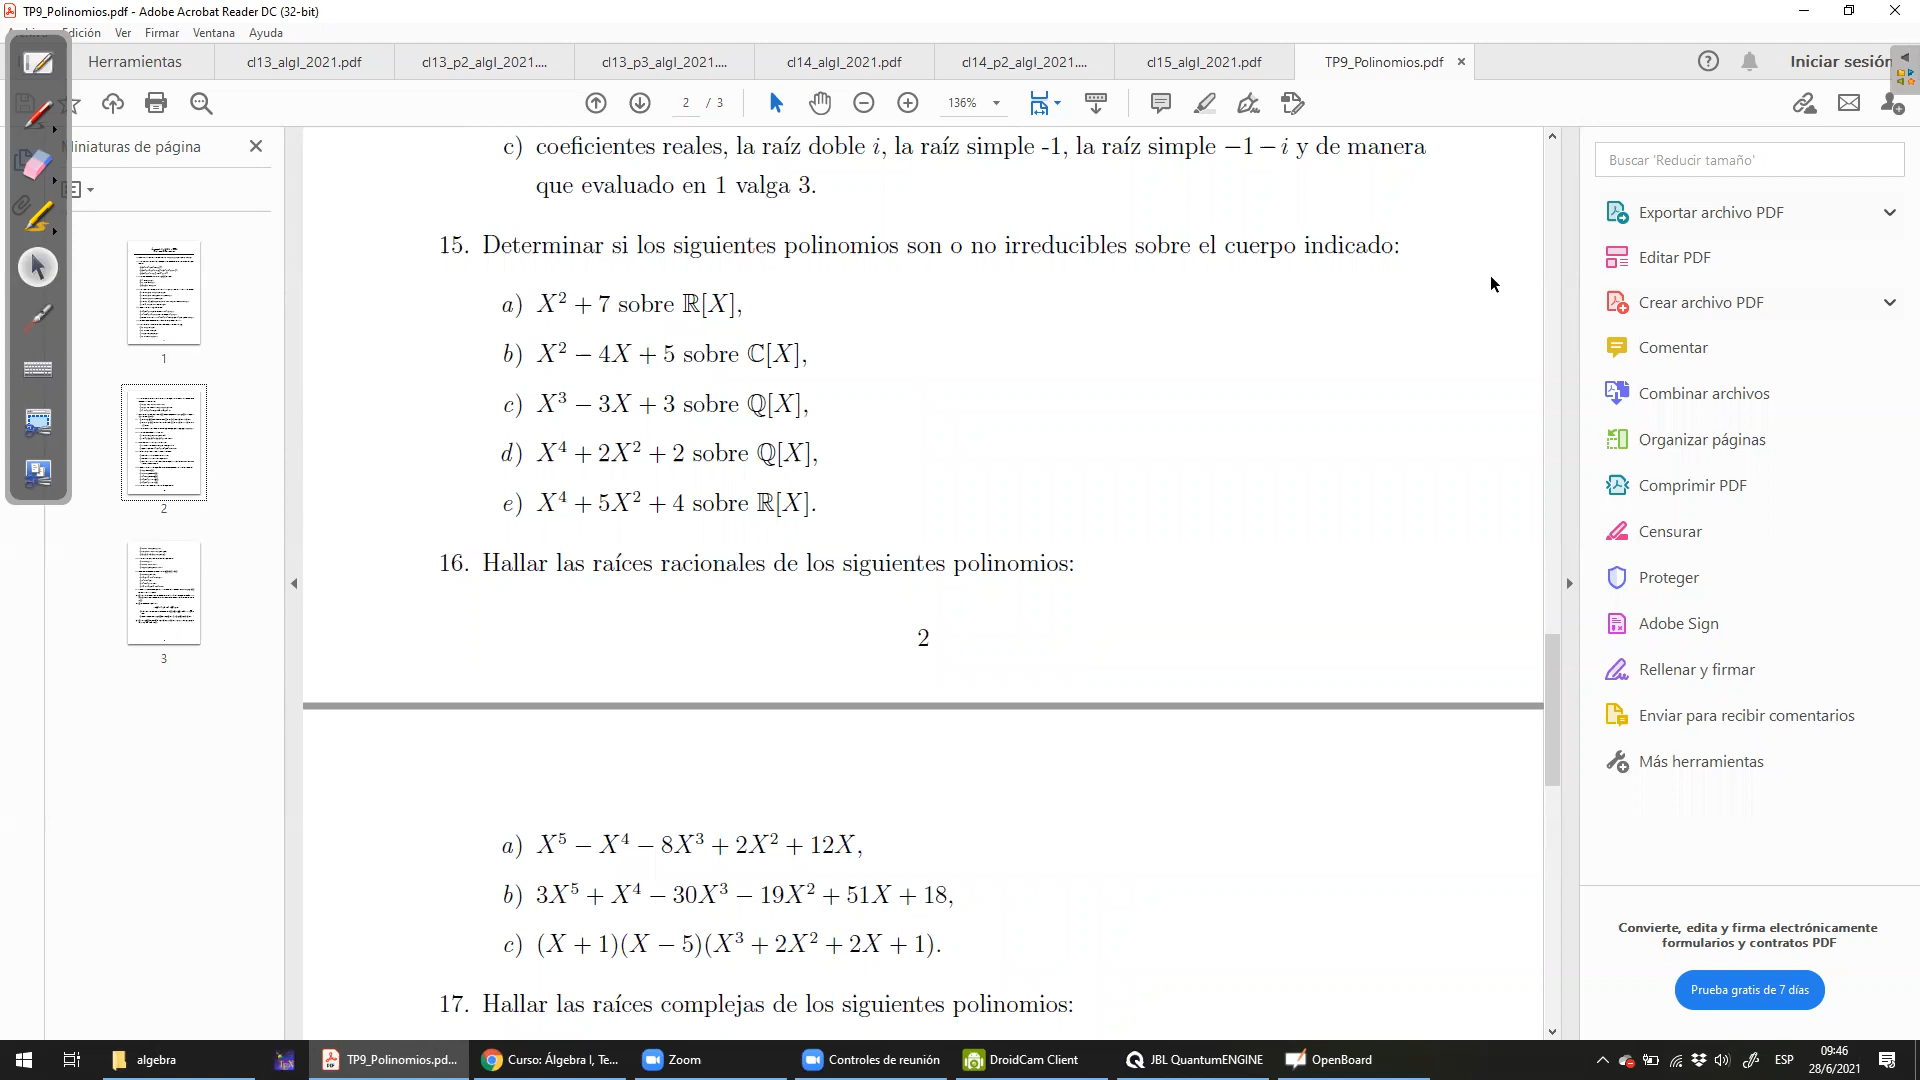 TP9_Polinomios.pdf - Adobe Acrobat Reader DC (32-bit)
Edición Ver Firmar Ventana Ayuda
Herramientas cl13_algI_2021.pdf cl13_p2_algI_2021.... cl13_p3_algI_2021.... cl14_algI_2021.pdf cl14_p2_algI_2021.... cl15_algI_2021.pdf TP9_Polinomios.pdf Iniciar sesión
2 / 3 136%
Miniaturas de página
1
2
3
c) coeficientes reales, la raíz doble i, la raíz simple -1, la raíz simple −1 − i y de manera
que evaluado en 1 valga 3.
15. Determinar si los siguientes polinomios son o no irreducibles sobre el cuerpo indicado:
a) X² + 7 sobre ℝ[X],
b) X² − 4X + 5 sobre ℂ[X],
c) X³ − 3X + 3 sobre ℚ[X],
d) X⁴ + 2X² + 2 sobre ℚ[X],
e) X⁴ + 5X² + 4 sobre ℝ[X].
16. Hallar las raíces racionales de los siguientes polinomios:
2
a) X⁵ − X⁴ − 8X³ + 2X² + 12X,
b) 3X⁵ + X⁴ − 30X³ − 19X² + 51X + 18,
c) (X + 1)(X − 5)(X³ + 2X² + 2X + 1).
17. Hallar las raíces complejas de los siguientes polinomios:
Buscar 'Reducir tamaño'
Exportar archivo PDF
Editar PDF
Crear archivo PDF
Comentar
Combinar archivos
Organizar páginas
Comprimir PDF
Censurar
Proteger
Adobe Sign
Rellenar y firmar
Enviar para recibir comentarios
Más herramientas
Convierte, edita y firma electrónicamente
formularios y contratos PDF
Prueba gratis de 7 días
algebra TP9_Polinomios.pd... Curso: Álgebra I, Te... Zoom Controles de reunión DroidCam Client JBL QuantumENGINE OpenBoard ESP 09:46
28/6/2021